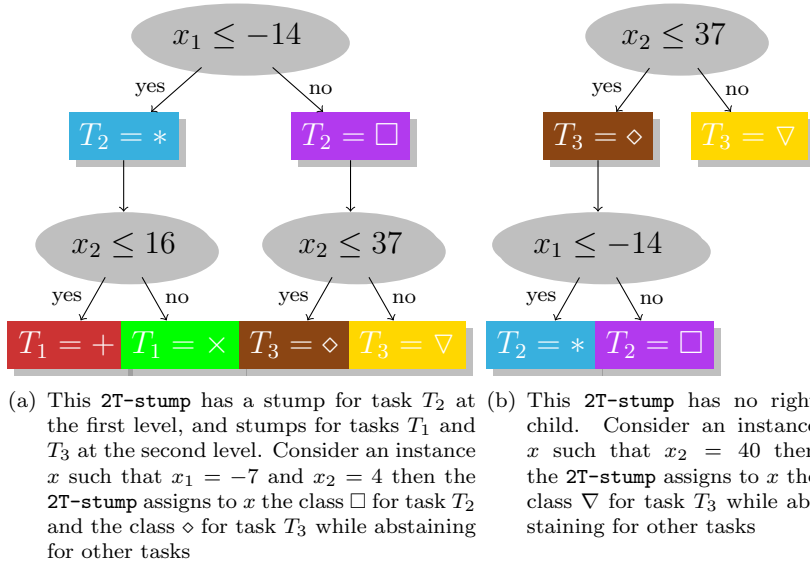 x₁ ≤ −14
yes
no
T₂ = ∗
T₂ = □
x₂ ≤ 16
x₂ ≤ 37
yes
no
yes
no
T₁ = +
T₁ = ×
T₃ = ⋄
T₃ = ▽
(a) This 2T-stump has a stump for task T₂ at
the first level, and stumps for tasks T₁ and
T₃ at the second level. Consider an instance
x such that x₁ = −7 and x₂ = 4 then the
2T-stump assigns to x the class □ for task T₂
and the class ⋄ for task T₃ while abstaining
for other tasks
x₂ ≤ 37
yes
no
T₃ = ⋄
T₃ = ▽
x₁ ≤ −14
yes
no
T₂ = ∗
T₂ = □
(b) This 2T-stump has no right
child. Consider an instance
x such that x₂ = 40 then
the 2T-stump assigns to x the
class ∇ for task T₃ while ab-
staining for other tasks